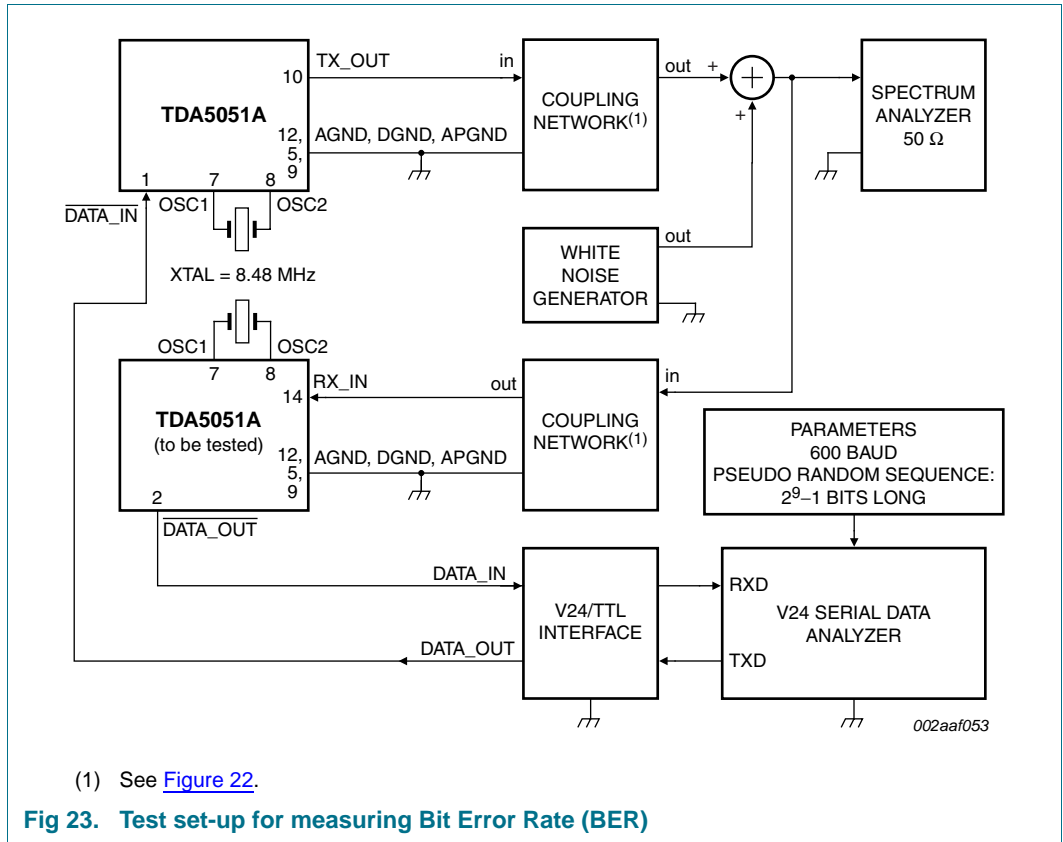 TX_OUT
in
out
+
+
+
10
TDA5051A
COUPLING
NETWORK(1)
SPECTRUM
ANALYZER
50 Ω
12,
5,
9
AGND, DGND, APGND
1
7
8
OSC1
OSC2
DATA_IN
out
WHITE
NOISE
GENERATOR
XTAL = 8.48 MHz
OSC1
OSC2
7
8
RX_IN
out
in
14
TDA5051A
(to be tested)
COUPLING
NETWORK(1)
12,
5,
9
AGND, DGND, APGND
PARAMETERS
600 BAUD
PSEUDO RANDOM SEQUENCE:
2⁹−1 BITS LONG
2
DATA_OUT
DATA_IN
RXD
V24/TTL
INTERFACE
V24 SERIAL DATA
ANALYZER
DATA_OUT
TXD
002aaf053
(1) See Figure 22.
Fig 23. Test set-up for measuring Bit Error Rate (BER)